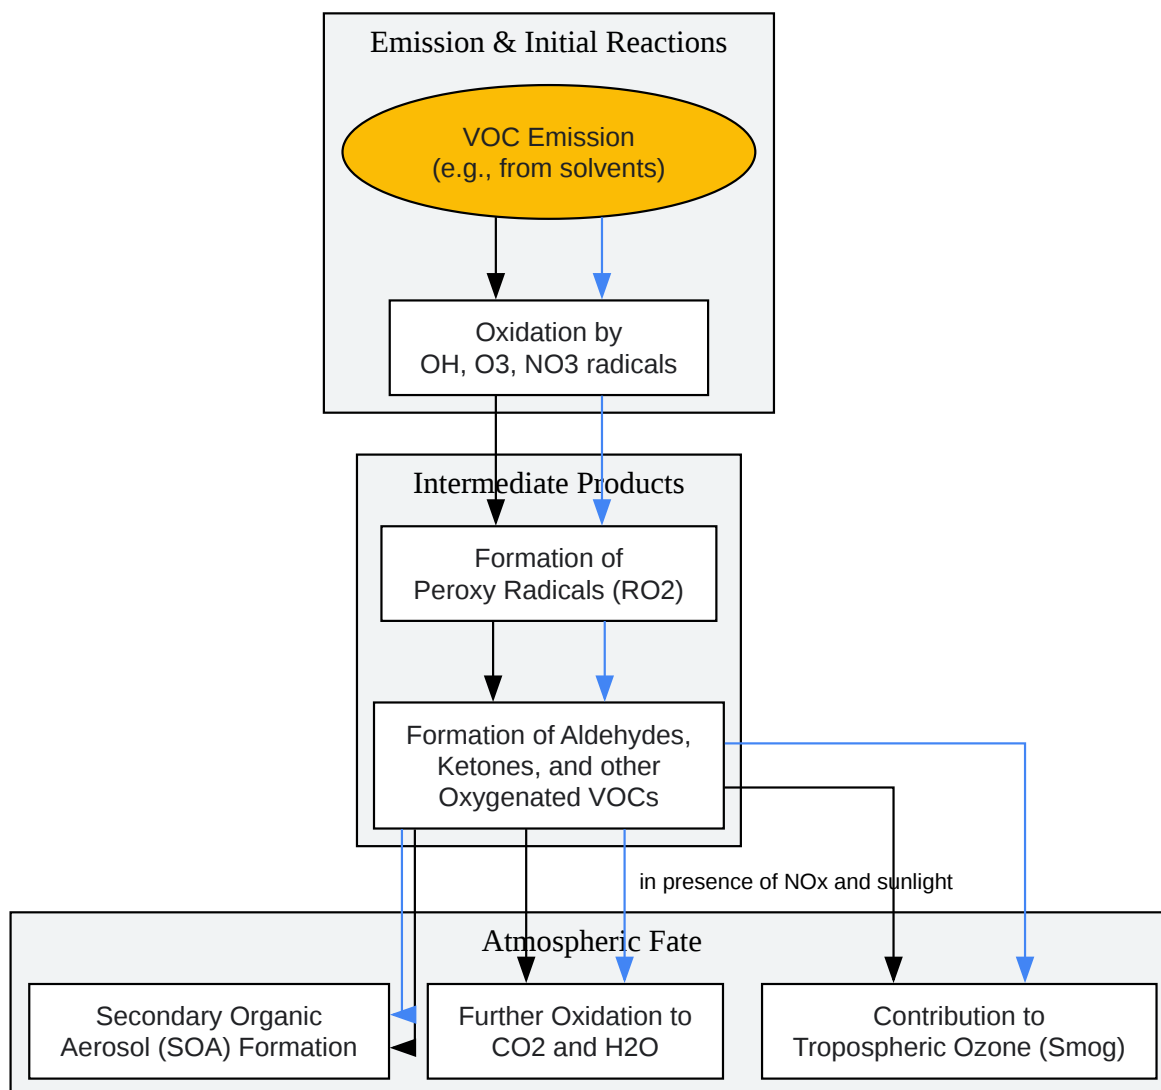 Emission & Initial Reactions
VOC Emission
(e.g., from solvents)
Oxidation by
OH, O3, NO3 radicals
Intermediate Products
Formation of
Peroxy Radicals (RO2)
Formation of Aldehydes,
Ketones, and other
Oxygenated VOCs
in presence of NOx and sunlight
Atmospheric Fate
Secondary Organic
Aerosol (SOA) Formation
Further Oxidation to
CO2 and H2O
Contribution to
Tropospheric Ozone (Smog)